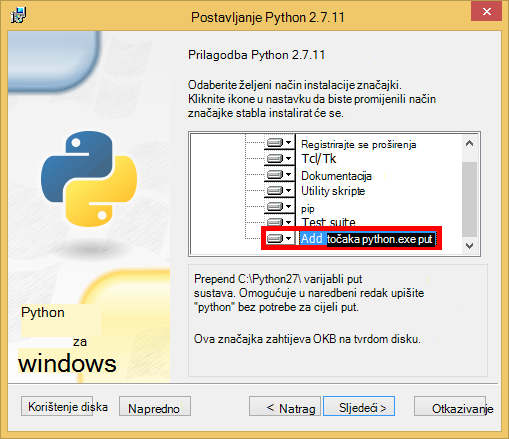 Postavljanje Python 2.7.11
Prilagodba Python 2.7.11
Odaberite željeni način instalacije značajki.
Kliknite ikone u nastavku da biste promijenili način
značajke stabla instalirat će se.
Registrirajte se proširenja
Tcl/Tk
Dokumentacija
Utility skripte
pip
Test suite
Add točaka python.exe put
Prepend C:\Python27\ varijabli put
sustava. Omogućuje u naredbeni redak upišite
"python" bez potrebe za cijeli put.
Ova značajka zahtijeva OKB na tvrdom disku.
Python
za
windows
Korištenje diska
Napredno
< Natrag
Sljedeći >
Otkazivanje